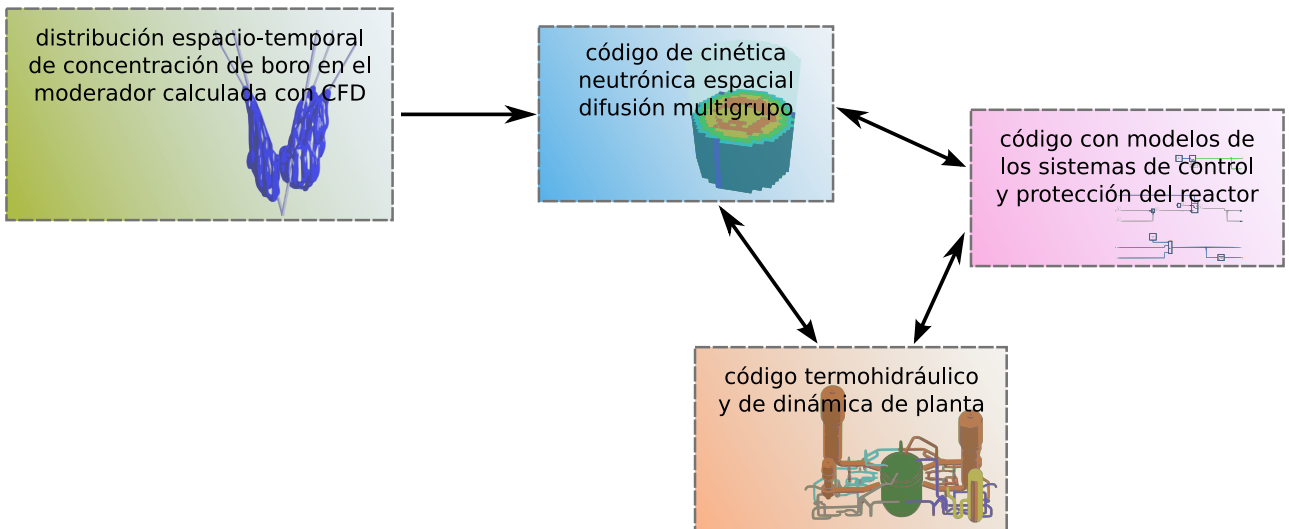 distribución espacio-temporal
de concentración de boro en el
moderador calculada con CFD
código de cinética
neutrónica espacial
difusión multigrupo
código con modelos de
los sistemas de control
y protección del reactor
código termohidráulico
y de dinámica de planta